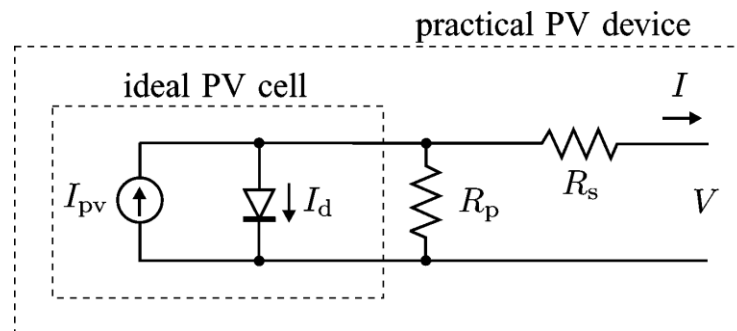 practical PV device
ideal PV cell
I
I_pv
I_d
R_p
R_s
V